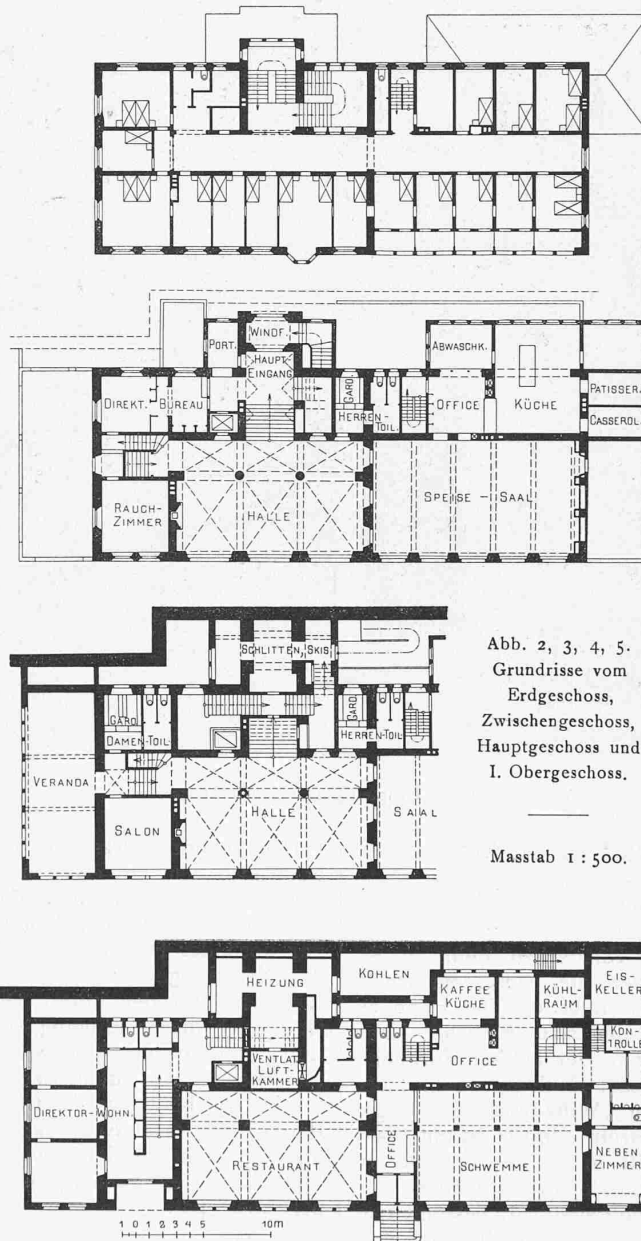 WINDF.
PORT.
HAUPT
EINGANG
ABWASCHK.
DIREKT. BUREAU
GARD.
HERREN-
TOIL.
OFFICE
KÜCHE
PATISSER.
CASSEROL.
RAUCH-
ZIMMER
HALLE
SPEISE-SAAL
SCHLITTEN, SKIS
Abb. 2, 3, 4, 5.
Grundrisse vom
Erdgeschoss,
Zwischengeschoss,
Hauptgeschoss und
I. Obergeschoss.
Masstab 1 : 500.
GARD.
DAMEN-TOIL.
GARD.
HERREN-TOIL.
VERANDA
SALON
HALLE
SAAL
HEIZUNG
KOHLEN
KAFFEE
KÜCHE
KÜHL-
RAUM
EIS-
KELLER
KON-
TROLLE
VENTLAT.
LUFT-
KAMMER
OFFICE
DIREKTOR-WOHN.
RESTAURANT
OFFICE
SCHWEMME
NEBEN
ZIMMER
1 0 1 2 3 4 5 10m